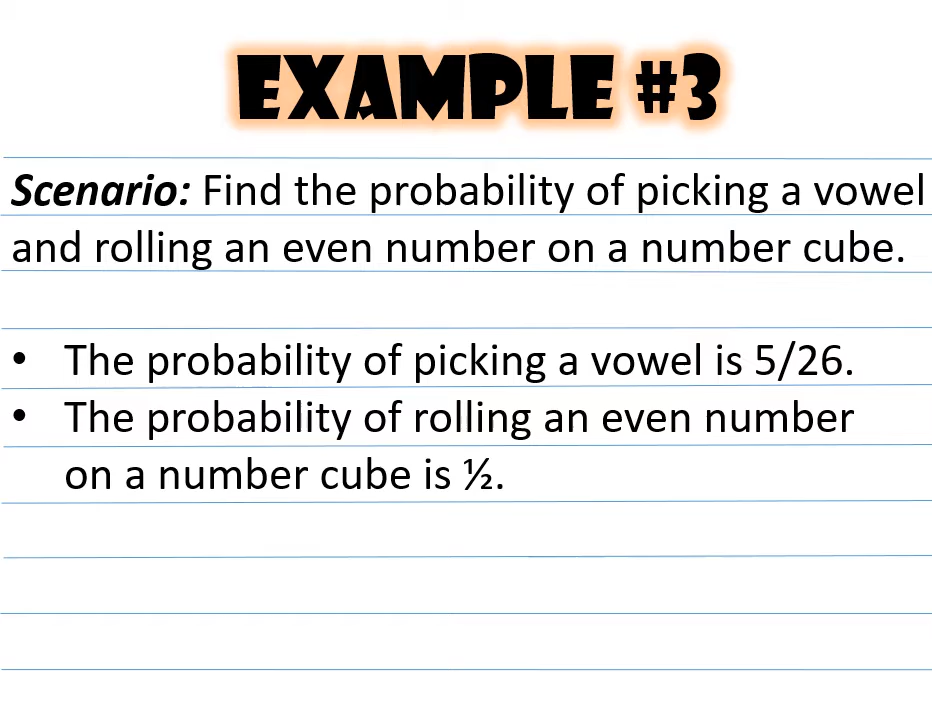 EXAMPLE #3
Scenario: Find the probability of picking a vowel
and rolling an even number on a number cube.
• The probability of picking a vowel is 5/26.
• The probability of rolling an even number
on a number cube is ½.